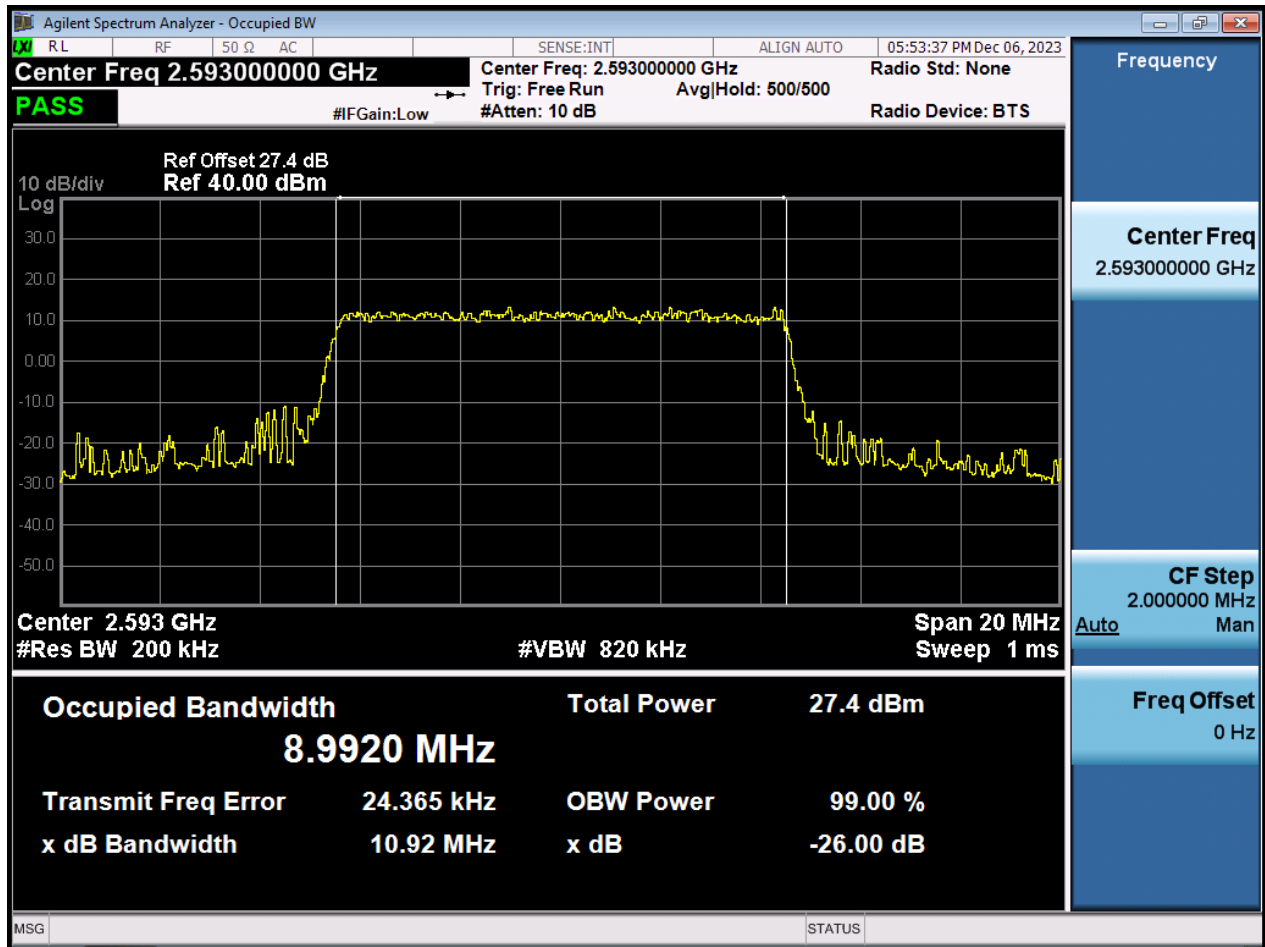 Agilent Spectrum Analyzer - Occupied BW
LXI RL RF 50 Ω AC SENSE:INT ALIGN AUTO 05:53:37 PM Dec 06, 2023
Center Freq 2.593000000 GHz
PASS
#IFGain:Low
Center Freq: 2.593000000 GHz
Trig: Free Run Avg|Hold: 500/500
#Atten: 10 dB
Radio Std: None
Radio Device: BTS
Ref Offset 27.4 dB
10 dB/div Ref 40.00 dBm
Log
30.0
20.0
10.0
0.00
-10.0
-20.0
-30.0
-40.0
-50.0
Center 2.593 GHz Span 20 MHz
#Res BW 200 kHz #VBW 820 kHz Sweep 1 ms
Occupied Bandwidth Total Power 27.4 dBm
8.9920 MHz
Transmit Freq Error 24.365 kHz OBW Power 99.00 %
x dB Bandwidth 10.92 MHz x dB -26.00 dB
MSG STATUS
Frequency
Center Freq
2.593000000 GHz
CF Step
2.000000 MHz
Auto Man
Freq Offset
0 Hz